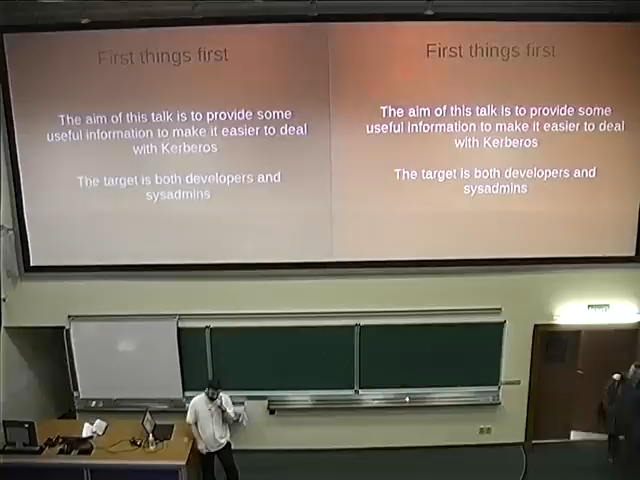 First things first
The aim of this talk is to provide some
useful information to make it easier to deal
with Kerberos
The target is both developers and
sysadmins
First things first
The aim of this talk is to provide some
useful information to make it easier to deal
with Kerberos
The target is both developers and
sysadmins